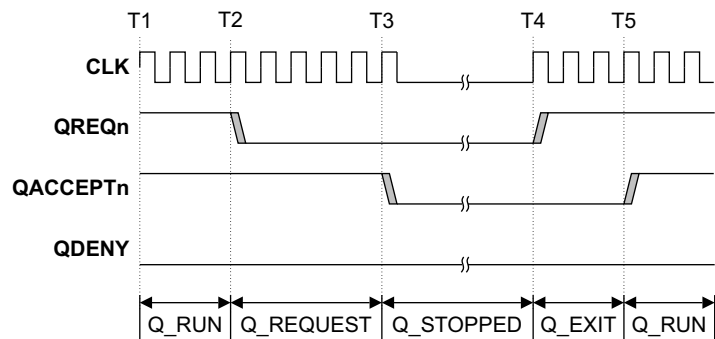 T1 T2 T3 T4 T5
CLK
QREQn
QACCEPTn
QDENY
Q_RUN Q_REQUEST Q_STOPPED Q_EXIT Q_RUN